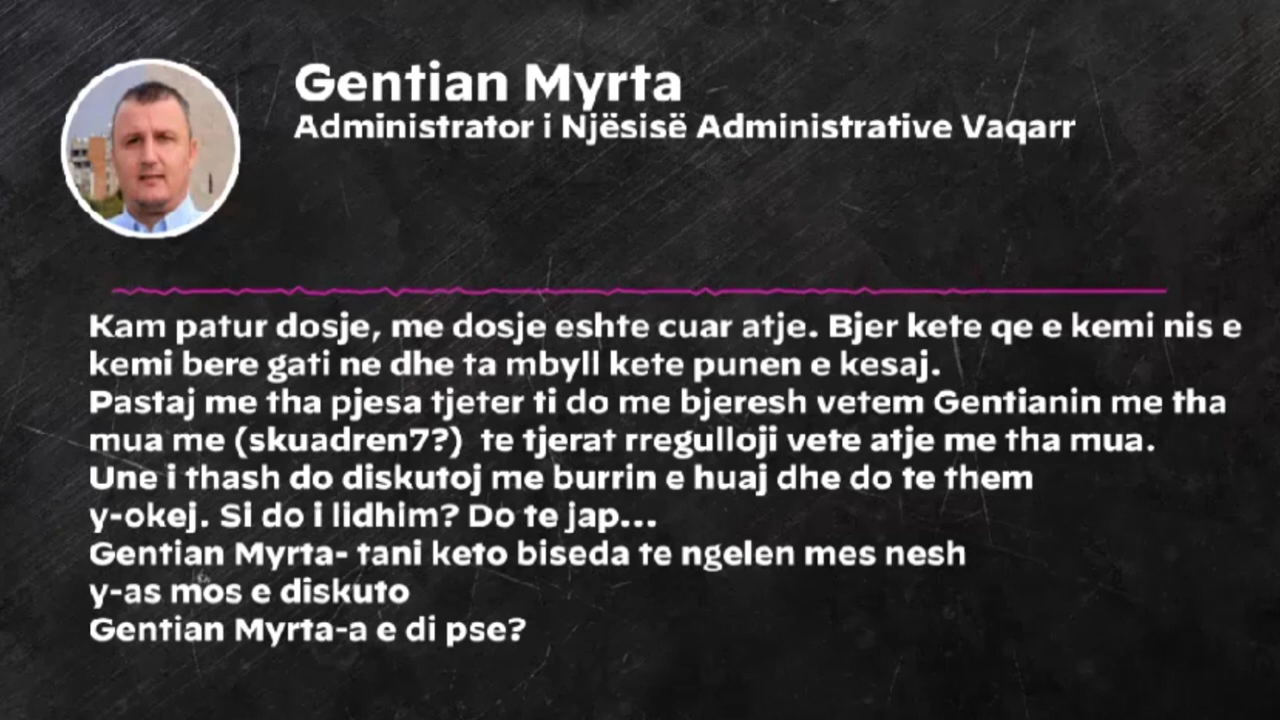 Gentian Myrta
Administrator i Njësisë Administrative Vaqarr
Kam patur dosje, me dosje eshte cuar atje. Bjer kete qe e kemi nis e
kemi bere gati ne dhe ta mbyll kete punen e kesaj.
Pastaj me tha pjesa tjeter ti do me bjeresh vetem Gentianin me tha
mua me (skuadren7?)  te tjerat rregulloji vete atje me tha mua.
Une i thash do diskutoj me burrin e huaj dhe do te them
y-okej. Si do i lidhim? Do te jap...
Gentian Myrta- tani keto biseda te ngelen mes nesh
y-as mos e diskuto
Gentian Myrta-a e di pse?